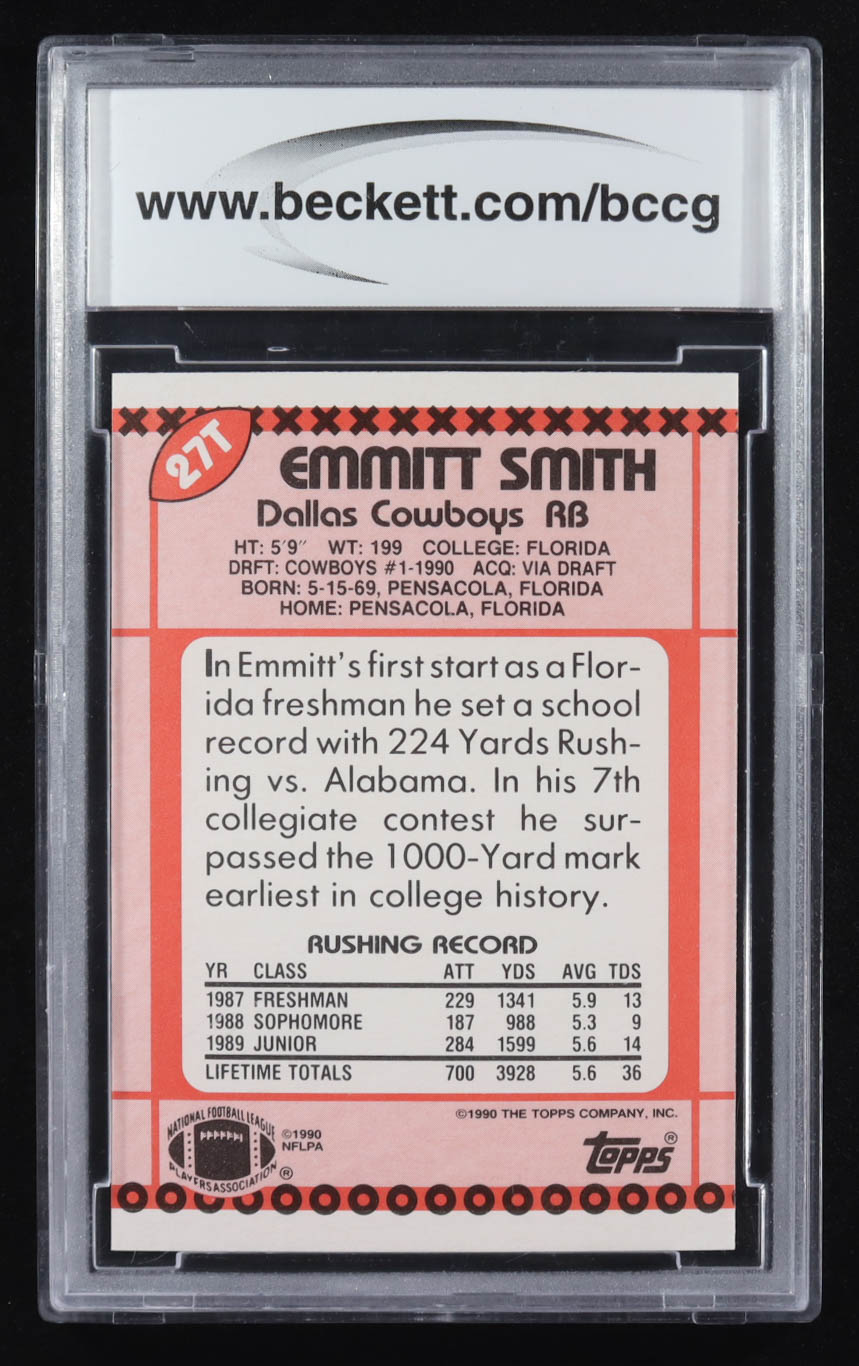 www.beckett.com/bccg
27T
EMMITT SMITH
Dallas Cowboys RB
HT: 5'9" WT: 199 COLLEGE: FLORIDA
DRFT: COWBOYS #1-1990 ACQ: VIA DRAFT
BORN: 5-15-69, PENSACOLA, FLORIDA
HOME: PENSACOLA, FLORIDA
In Emmitt's first start as a Flor-
ida freshman he set a school
record with 224 Yards Rush-
ing vs. Alabama. In his 7th
collegiate contest he sur-
passed the 1000-Yard mark
earliest in college history.
RUSHING RECORD
YR CLASS ATT YDS AVG TDS
1987 FRESHMAN 229 1341 5.9 13
1988 SOPHOMORE 187 988 5.3 9
1989 JUNIOR 284 1599 5.6 14
LIFETIME TOTALS 700 3928 5.6 36
©1990 THE TOPPS COMPANY, INC.
NATIONAL FOOTBALL LEAGUE
PLAYERS ASSOCIATION ®
©1990
NFLPA
topps®